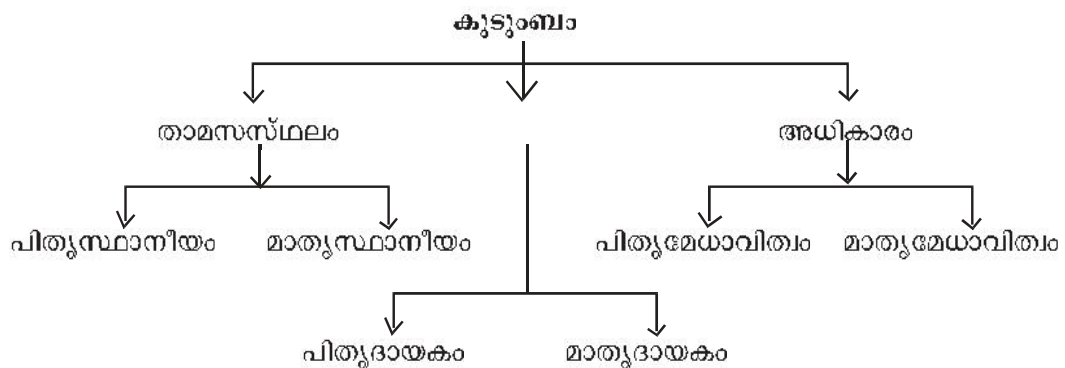 കുടുംബം
താമസസ്ഥലം അധികാരം
പിതൃസ്ഥാനീയം മാതൃസ്ഥാനീയം പിതൃമേധാവിത്വം മാതൃമേധാവിത്വം
പിതൃദായകം മാതൃദായകം